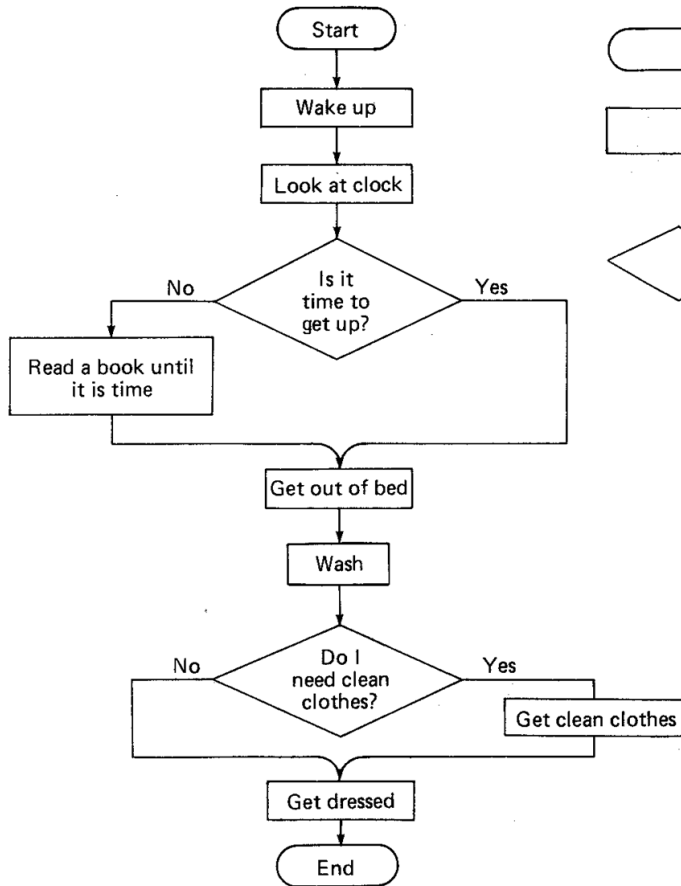 Start
Wake up
Look at clock
Is it
time to
get up?
No
Yes
Read a book until
it is time
Get out of bed
Wash
Do I
need clean
clothes?
No
Yes
Get clean clothes
Get dressed
End